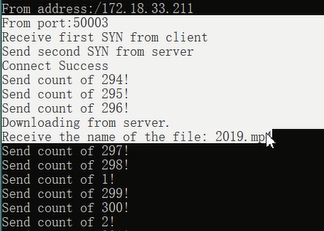 From address:/172.18.33.211
From port:50003
Receive first SYN from client
Send second SYN from server
Connect Success
Send count of 294!
Send count of 295!
Send count of 296!
Downloading from server.
Receive the name of the file: 2019.mp
Send count of 297!
Send count of 298!
Send count of 1!
Send count of 299!
Send count of 300!
Send count of 2!